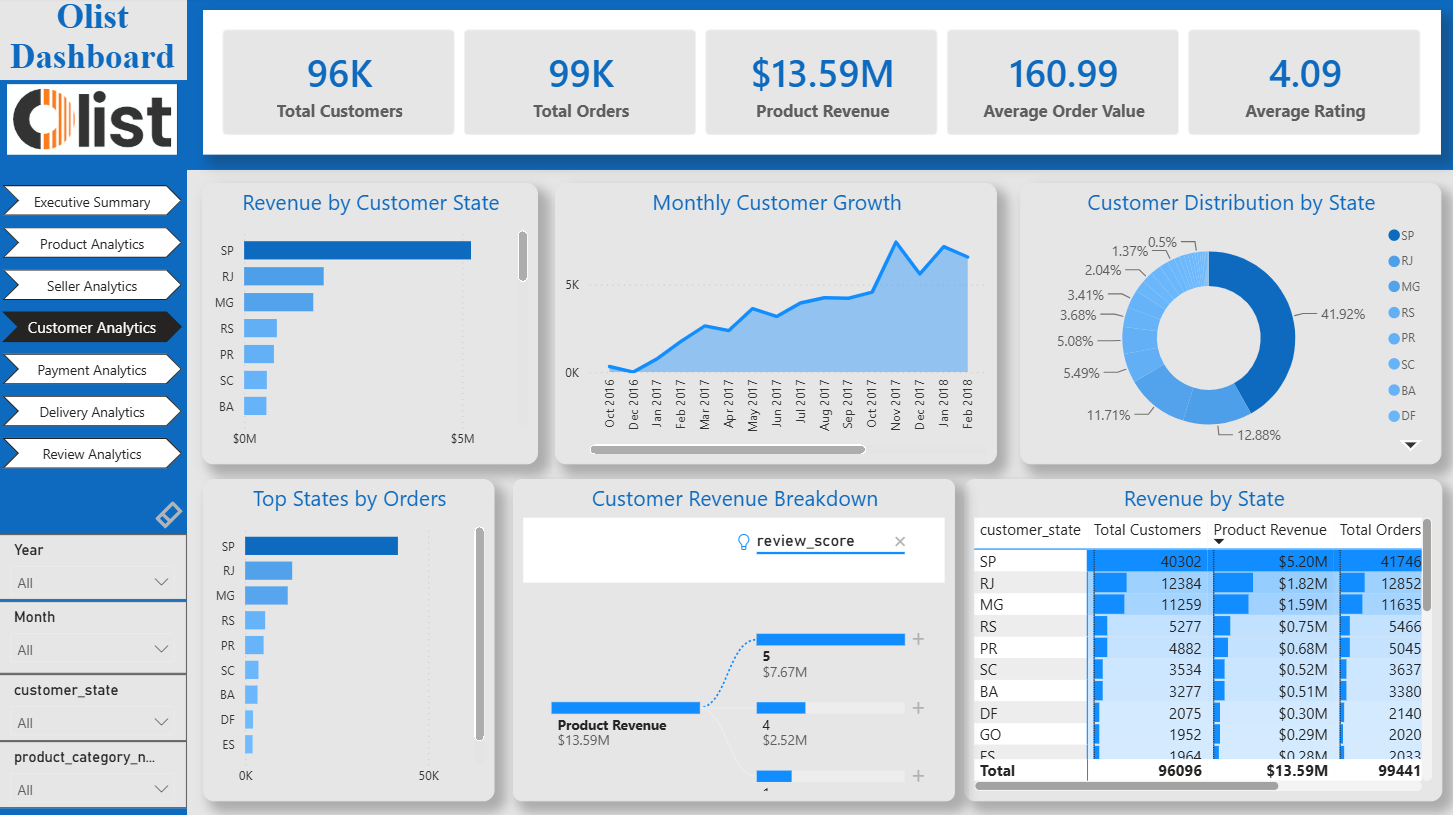 Olist
Dashboard
Olist
Executive Summary
Product Analytics
Seller Analytics
Customer Analytics
Payment Analytics
Delivery Analytics
Review Analytics
Year
All
Month
All
customer_state
All
product_category_n...
All
96K
Total Customers
99K
Total Orders
$13.59M
Product Revenue
160.99
Average Order Value
4.09
Average Rating
Revenue by Customer State
SP
RJ
MG
RS
PR
SC
BA
$0M
$5M
Monthly Customer Growth
5K
0K
Oct 2016
Dec 2016
Jan 2017
Feb 2017
Mar 2017
Apr 2017
May 2017
Jun 2017
Jul 2017
Aug 2017
Sep 2017
Oct 2017
Nov 2017
Dec 2017
Jan 2018
Feb 2018
Customer Distribution by State
41.92%
12.88%
11.71%
5.49%
5.08%
3.68%
3.41%
2.04%
1.37%
0.5%
SP
RJ
MG
RS
PR
SC
BA
DF
Top States by Orders
SP
RJ
MG
RS
PR
SC
BA
DF
ES
0K
50K
Customer Revenue Breakdown
review_score
Product Revenue
$13.59M
5
$7.67M
4
$2.52M
Revenue by State
customer_state Total Customers Product Revenue Total Orders
SP 40302 $5.20M 41746
RJ 12384 $1.82M 12852
MG 11259 $1.59M 11635
RS 5277 $0.75M 5466
PR 4882 $0.68M 5045
SC 3534 $0.52M 3637
BA 3277 $0.51M 3380
DF 2075 $0.30M 2140
GO 1952 $0.29M 2020
ES 1964 $0.28M 2033
Total 96096 $13.59M 99441